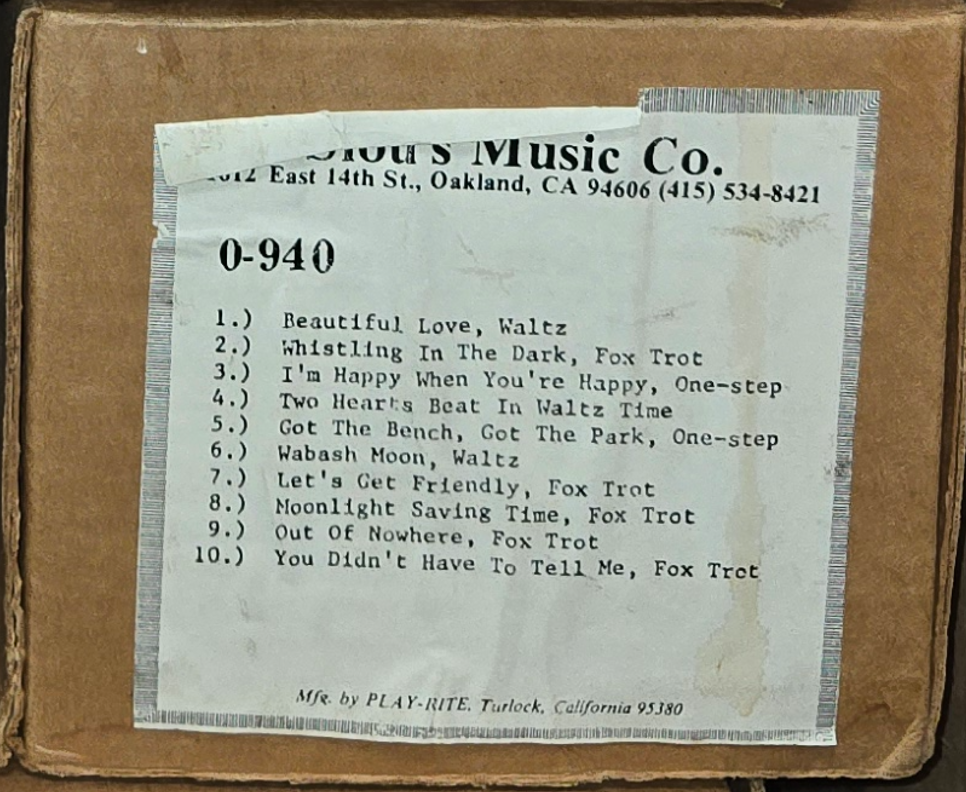 Music Co.
East 14th St., Oakland, CA 94606 (415) 534-8421
0-940
1.) Beautiful Love, Waltz
2.) Whistling In The Dark, Fox Trot
3.) I'm Happy When You're Happy, One-step
4.) Two Hearts Beat In Waltz Time
5.) Got The Bench, Got The Park, One-step
6.) Wabash Moon, Waltz
7.) Let's Get Friendly, Fox Trot
8.) Moonlight Saving Time, Fox Trot
9.) Out Of Nowhere, Fox Trot
10.) You Didn't Have To Tell Me, Fox Trot
Mfg. by PLAY-RITE, Turlock, California 95380